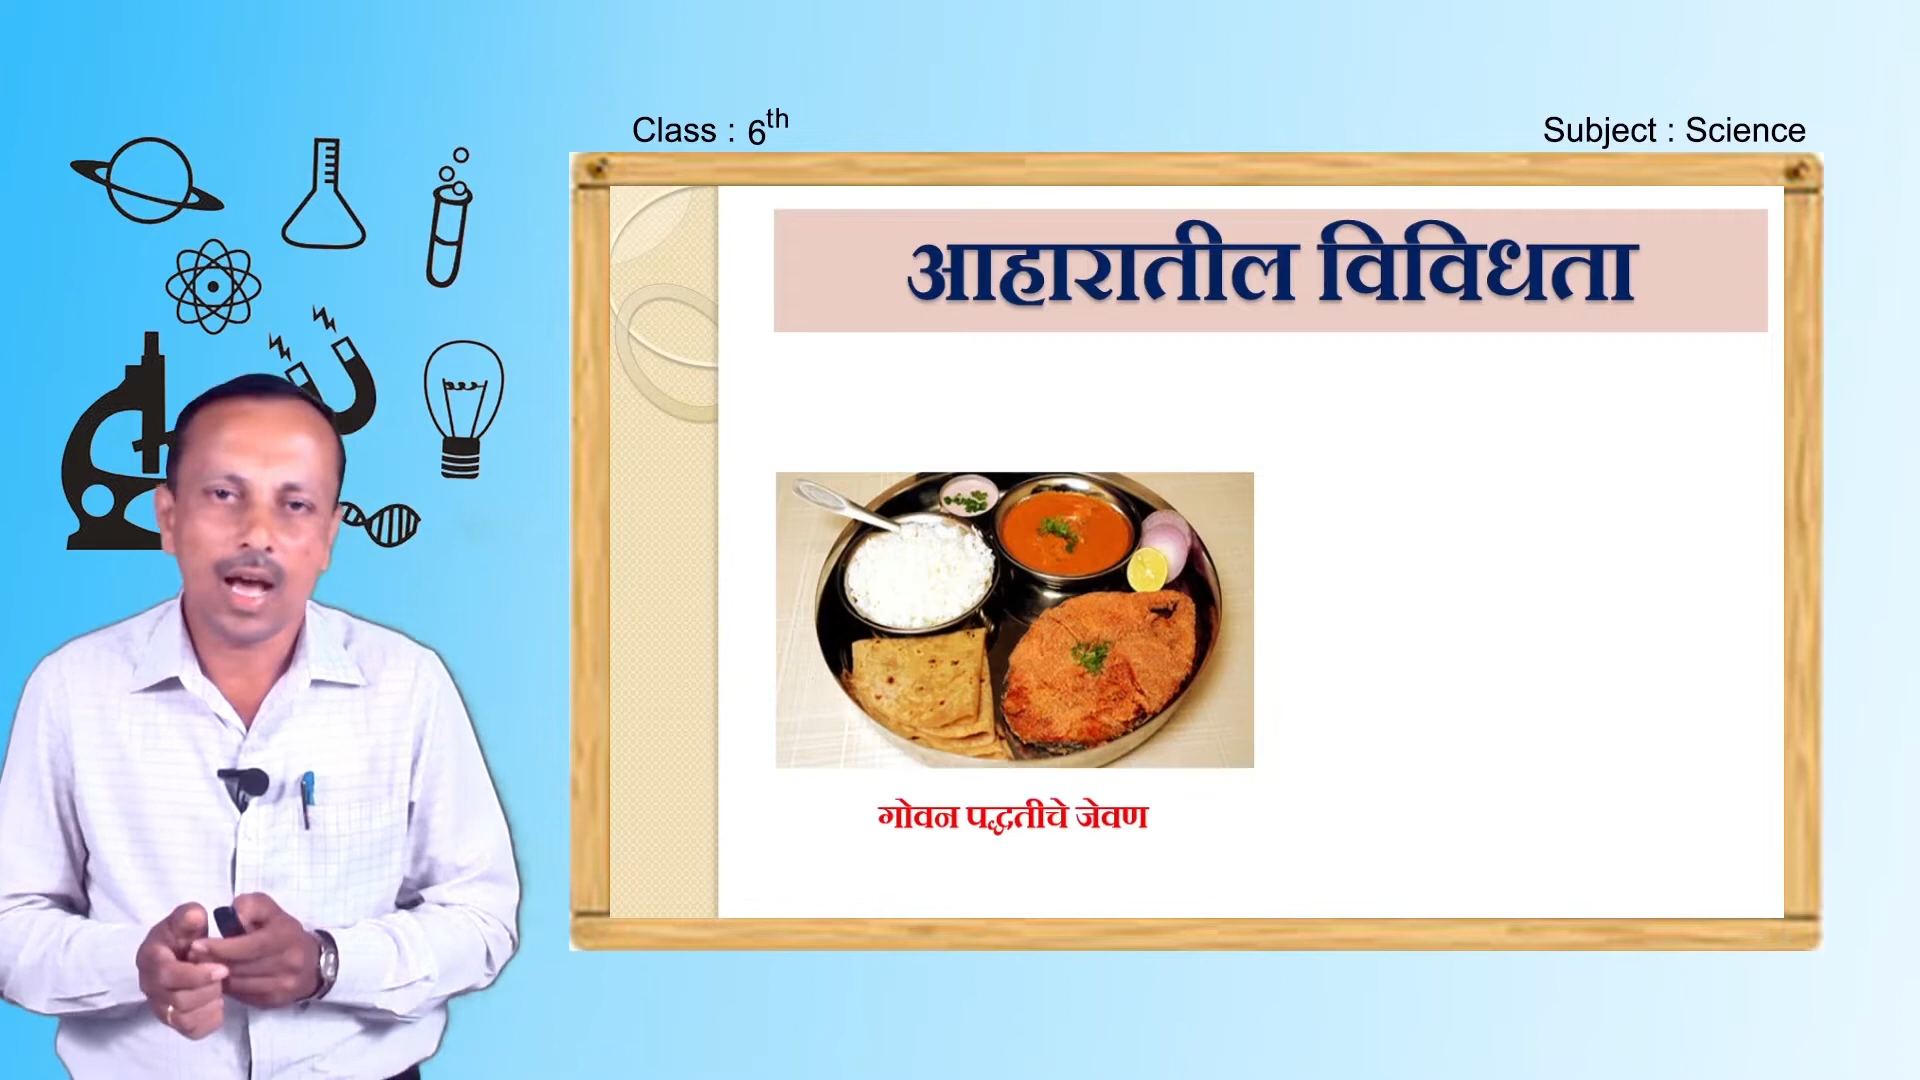 Class : 6th
Subject : Science
आहारातील विविधता
गोवन पद्धतीचे जेवण